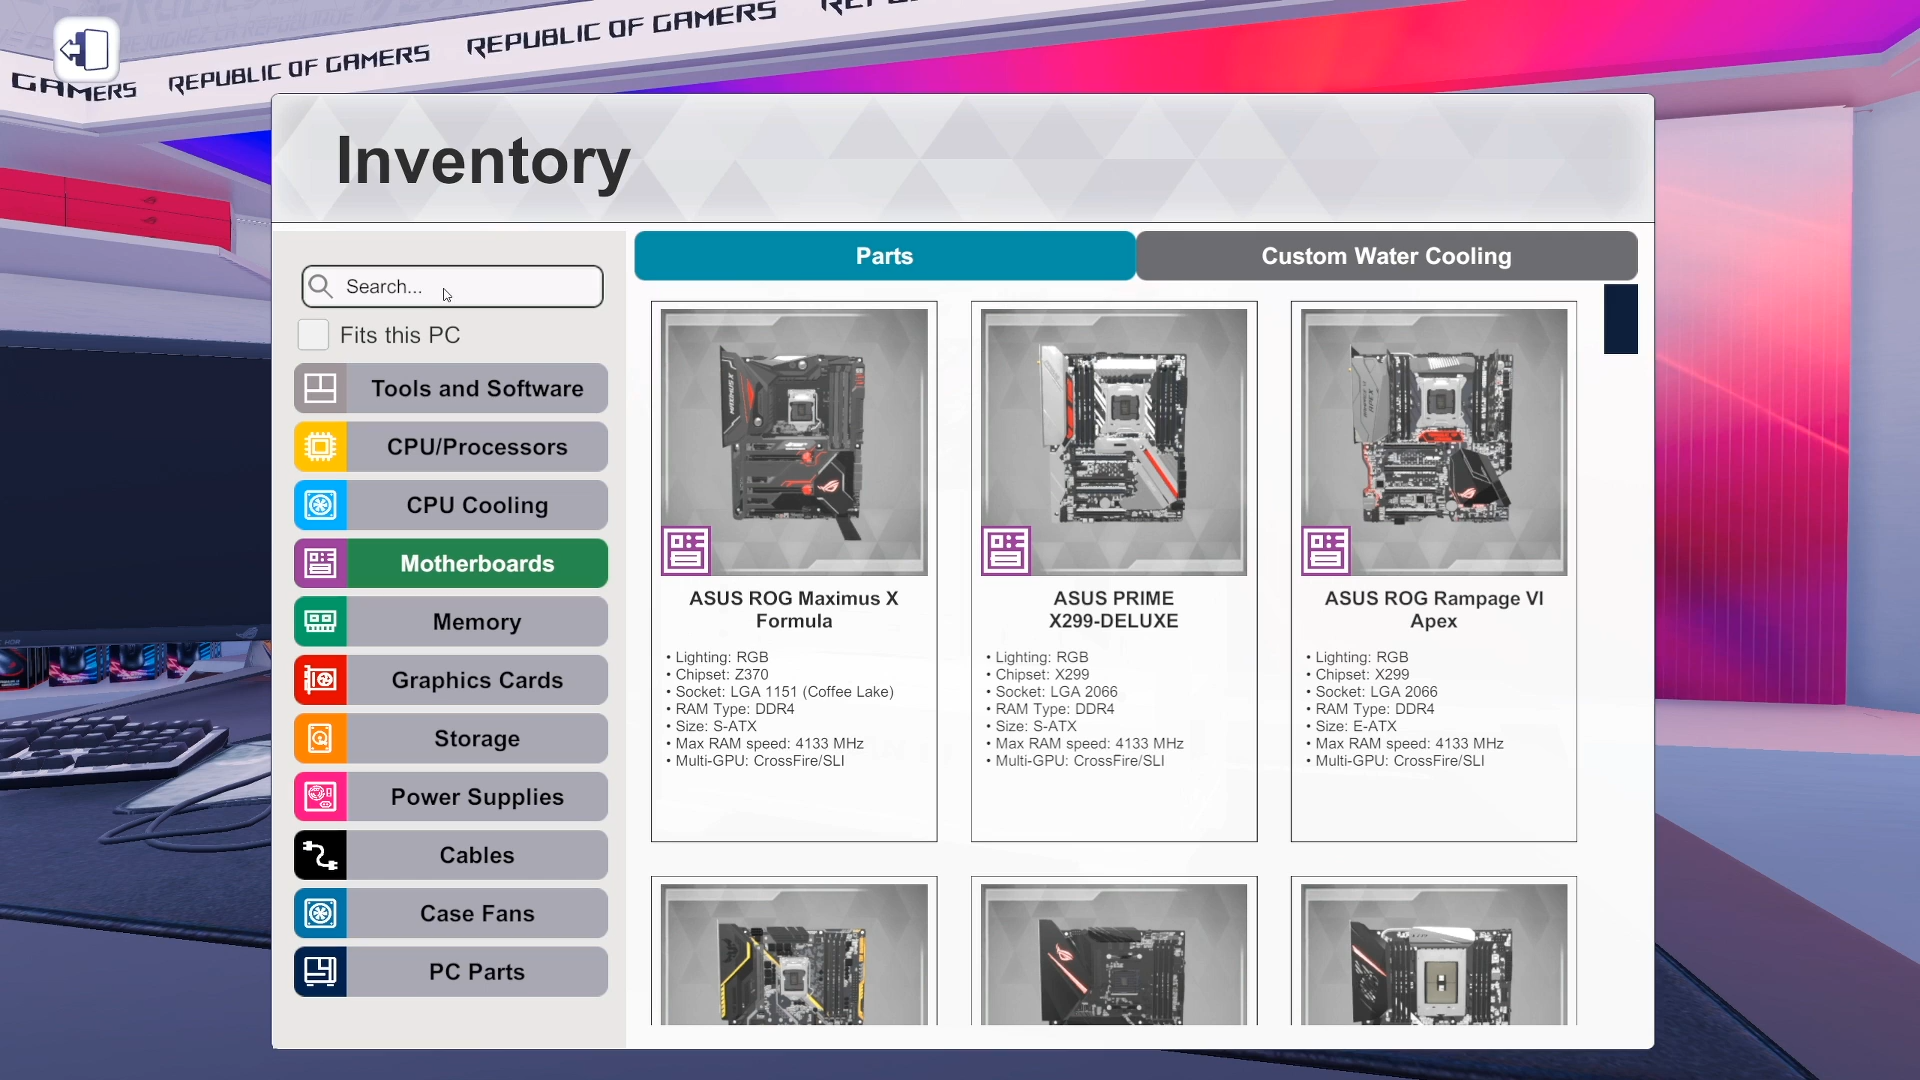 REPUBLIC OF GAMERS
GAMERS
REPUBLIC OF GAMERS
Inventory
Search...
Fits this PC
Tools and Software
CPU/Processors
CPU Cooling
Motherboards
Memory
Graphics Cards
Storage
Power Supplies
Cables
Case Fans
PC Parts
Parts
Custom Water Cooling
ASUS ROG Maximus X
Formula
• Lighting: RGB
• Chipset: Z370
• Socket: LGA 1151 (Coffee Lake)
• RAM Type: DDR4
• Size: S-ATX
• Max RAM speed: 4133 MHz
• Multi-GPU: CrossFire/SLI
ASUS PRIME
X299-DELUXE
• Lighting: RGB
• Chipset: X299
• Socket: LGA 2066
• RAM Type: DDR4
• Size: S-ATX
• Max RAM speed: 4133 MHz
• Multi-GPU: CrossFire/SLI
ASUS ROG Rampage VI
Apex
• Lighting: RGB
• Chipset: X299
• Socket: LGA 2066
• RAM Type: DDR4
• Size: E-ATX
• Max RAM speed: 4133 MHz
• Multi-GPU: CrossFire/SLI